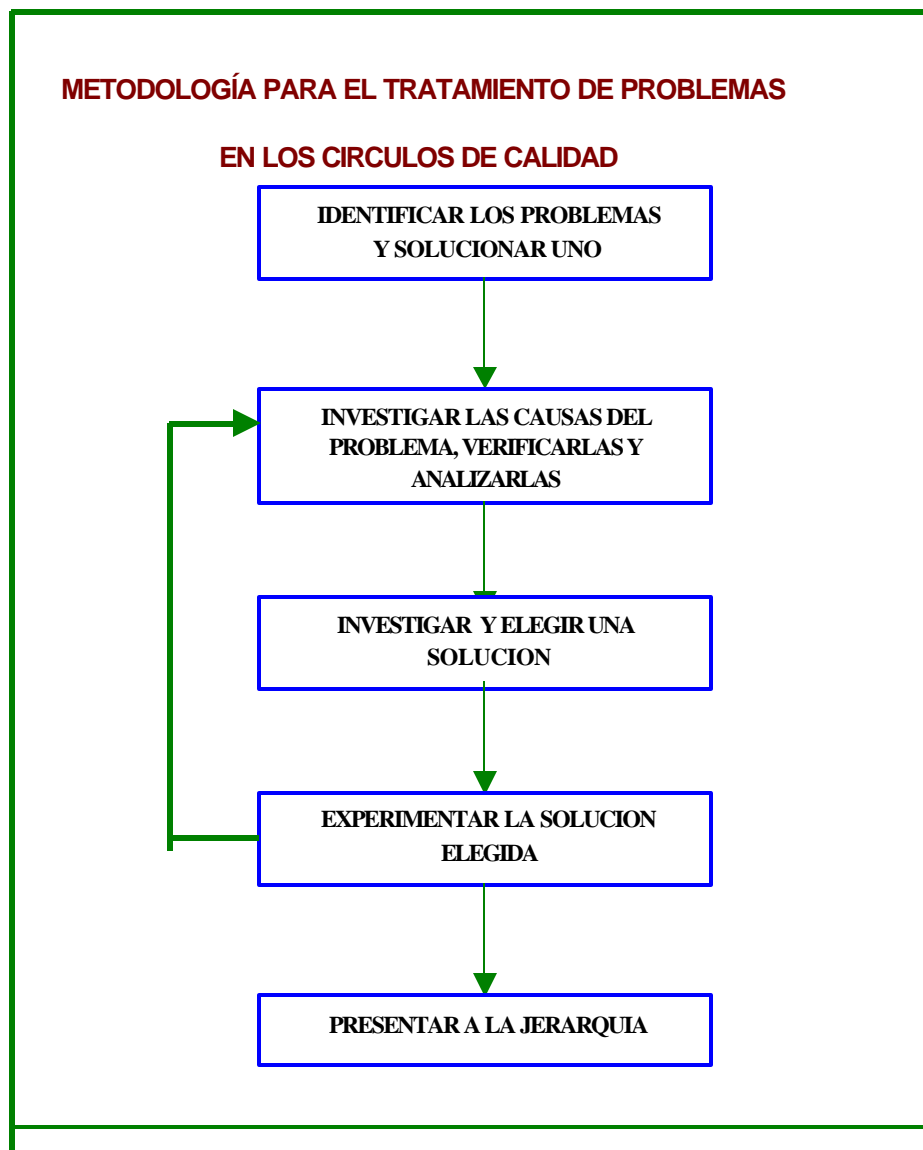 METODOLOGÍA PARA EL TRATAMIENTO DE PROBLEMAS
EN LOS CIRCULOS DE CALIDAD
IDENTIFICAR LOS PROBLEMAS
Y SOLUCIONAR UNO
INVESTIGAR LAS CAUSAS DEL
PROBLEMA, VERIFICARLAS Y
ANALIZARLAS
INVESTIGAR Y ELEGIR UNA
SOLUCION
EXPERIMENTAR LA SOLUCION
ELEGIDA
PRESENTAR A LA JERARQUIA